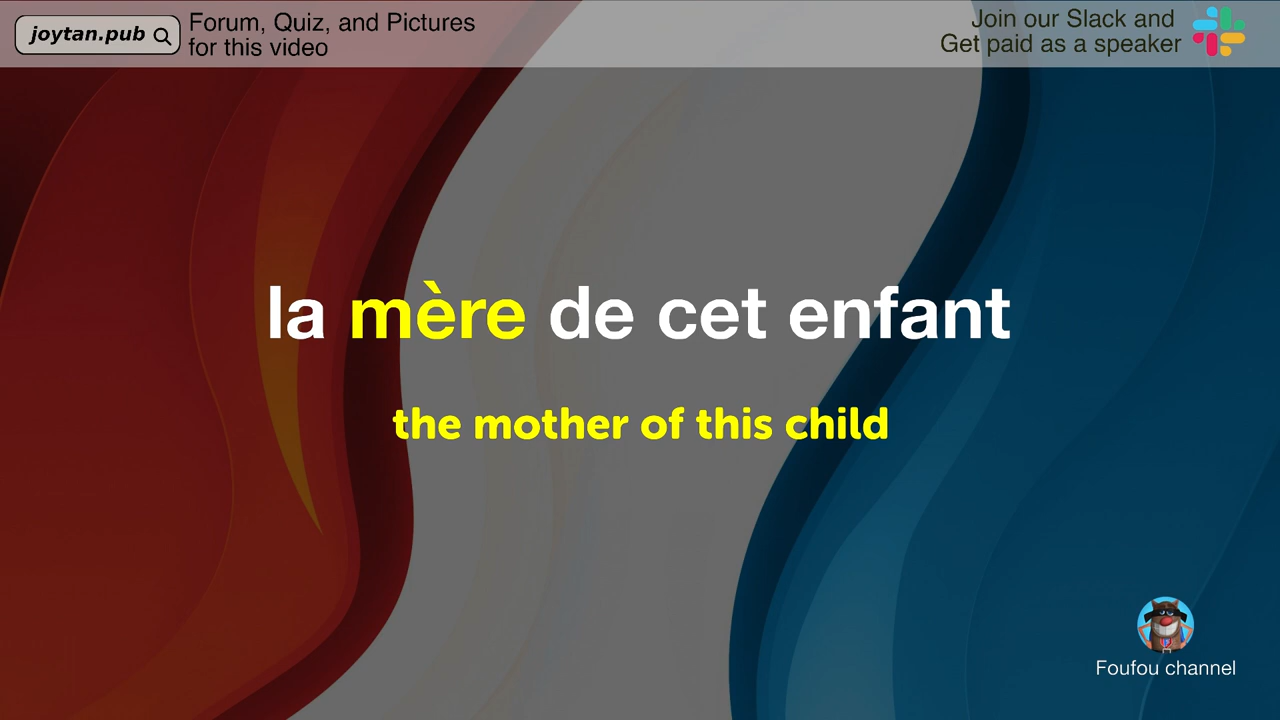 joytan.pub
Forum, Quiz, and Pictures
for this video
Join our Slack and
Get paid as a speaker
la mère de cet enfant
the mother of this child
Foufou channel